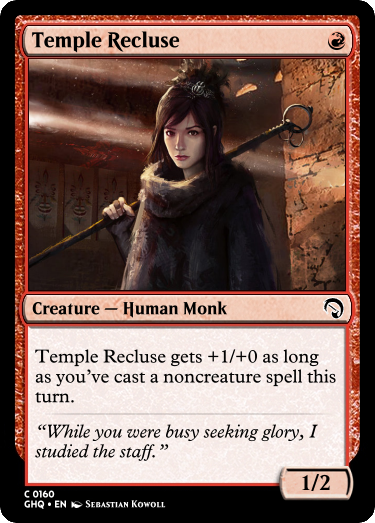 Temple Recluse
Creature — Human Monk
Temple Recluse gets +1/+0 as long
as you've cast a noncreature spell this
turn.
“While you were busy seeking glory, I
studied the staff.”
1/2
C 0160
GHQ • EN Sebastian Kowoll